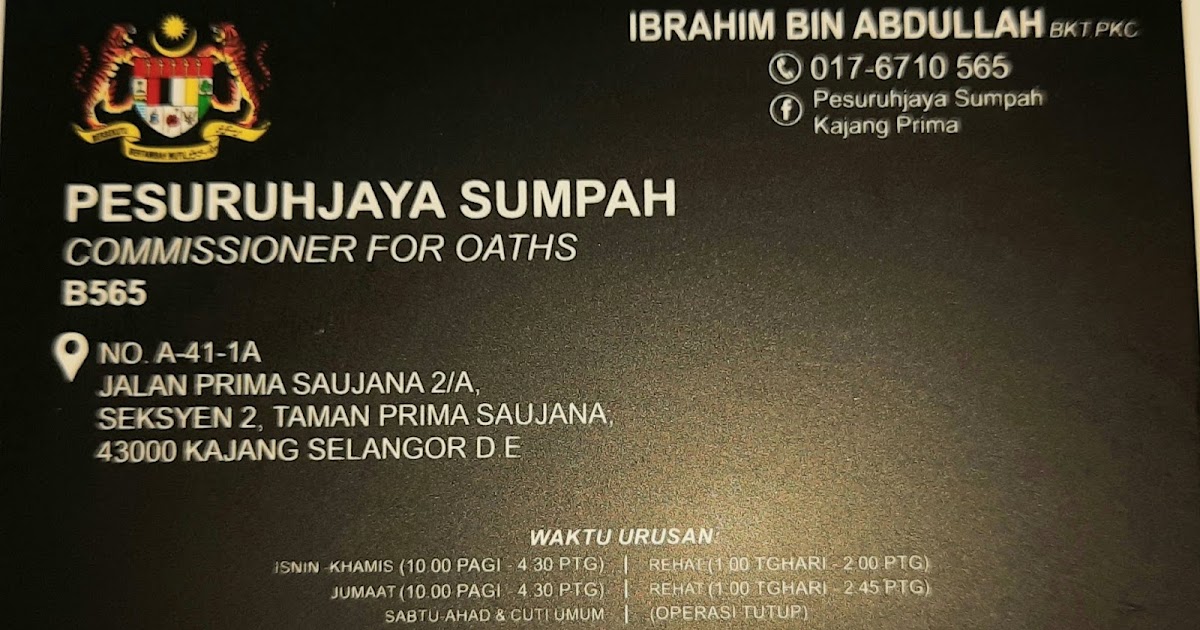 IBRAHIM BIN ABDULLAH BKT, PKC
017-6710 565
Pesuruhjaya Sumpah
Kajang Prima
BERTAMBAH MUTU
PESURUHJAYA SUMPAH
COMMISSIONER FOR OATHS
B565
NO. A-41-1A
JALAN PRIMA SAUJANA 2/A,
SEKSYEN 2, TAMAN PRIMA SAUJANA,
43000 KAJANG SELANGOR D.E
WAKTU URUSAN:
ISNIN -KHAMIS (10.00 PAGI - 4.30 PTG) | REHAT (1.00 TGHARI - 2.00 PTG)
JUMAAT (10.00 PAGI - 4.30 PTG) | REHAT (1.00 TGHARI - 2.45 PTG)
SABTU-AHAD & CUTI UMUM | (OPERASI TUTUP)